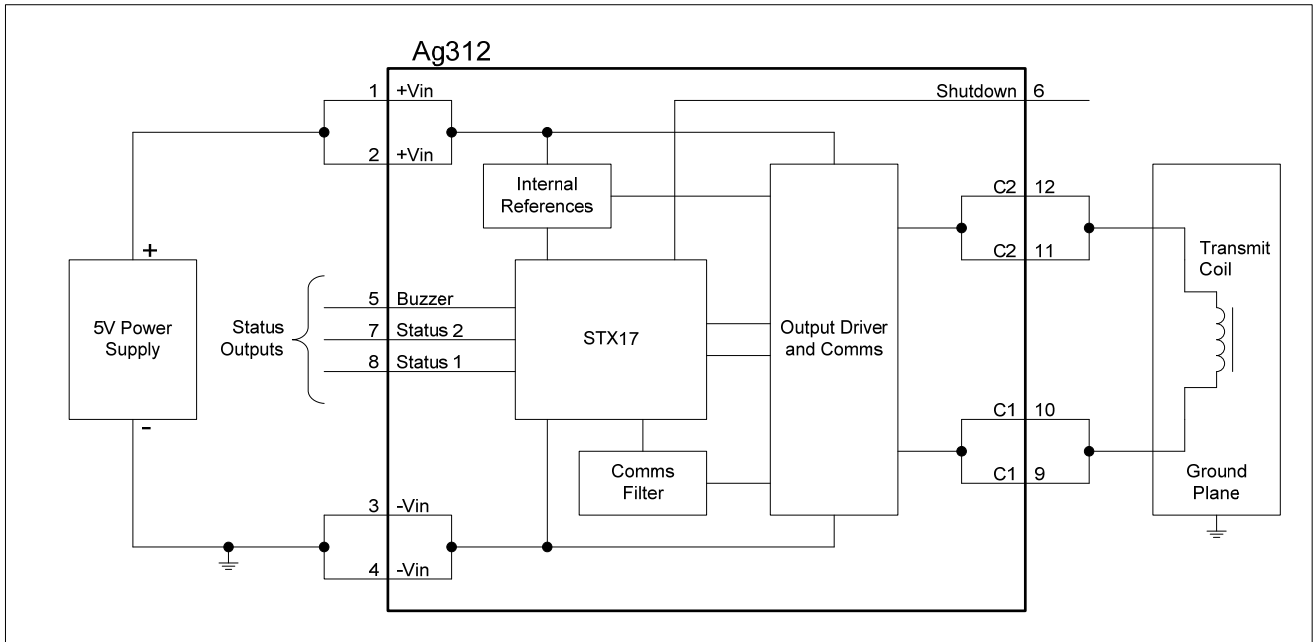 Ag312
1 +Vin
Shutdown 6
2 +Vin
Internal
References
C2 12
C2 11
Transmit
Coil
+
5V Power
Supply
-
Status
Outputs
5 Buzzer
7 Status 2
8 Status 1
STX17
Output Driver
and Comms
C1 10
C1 9
Comms
Filter
Ground
Plane
3 -Vin
4 -Vin